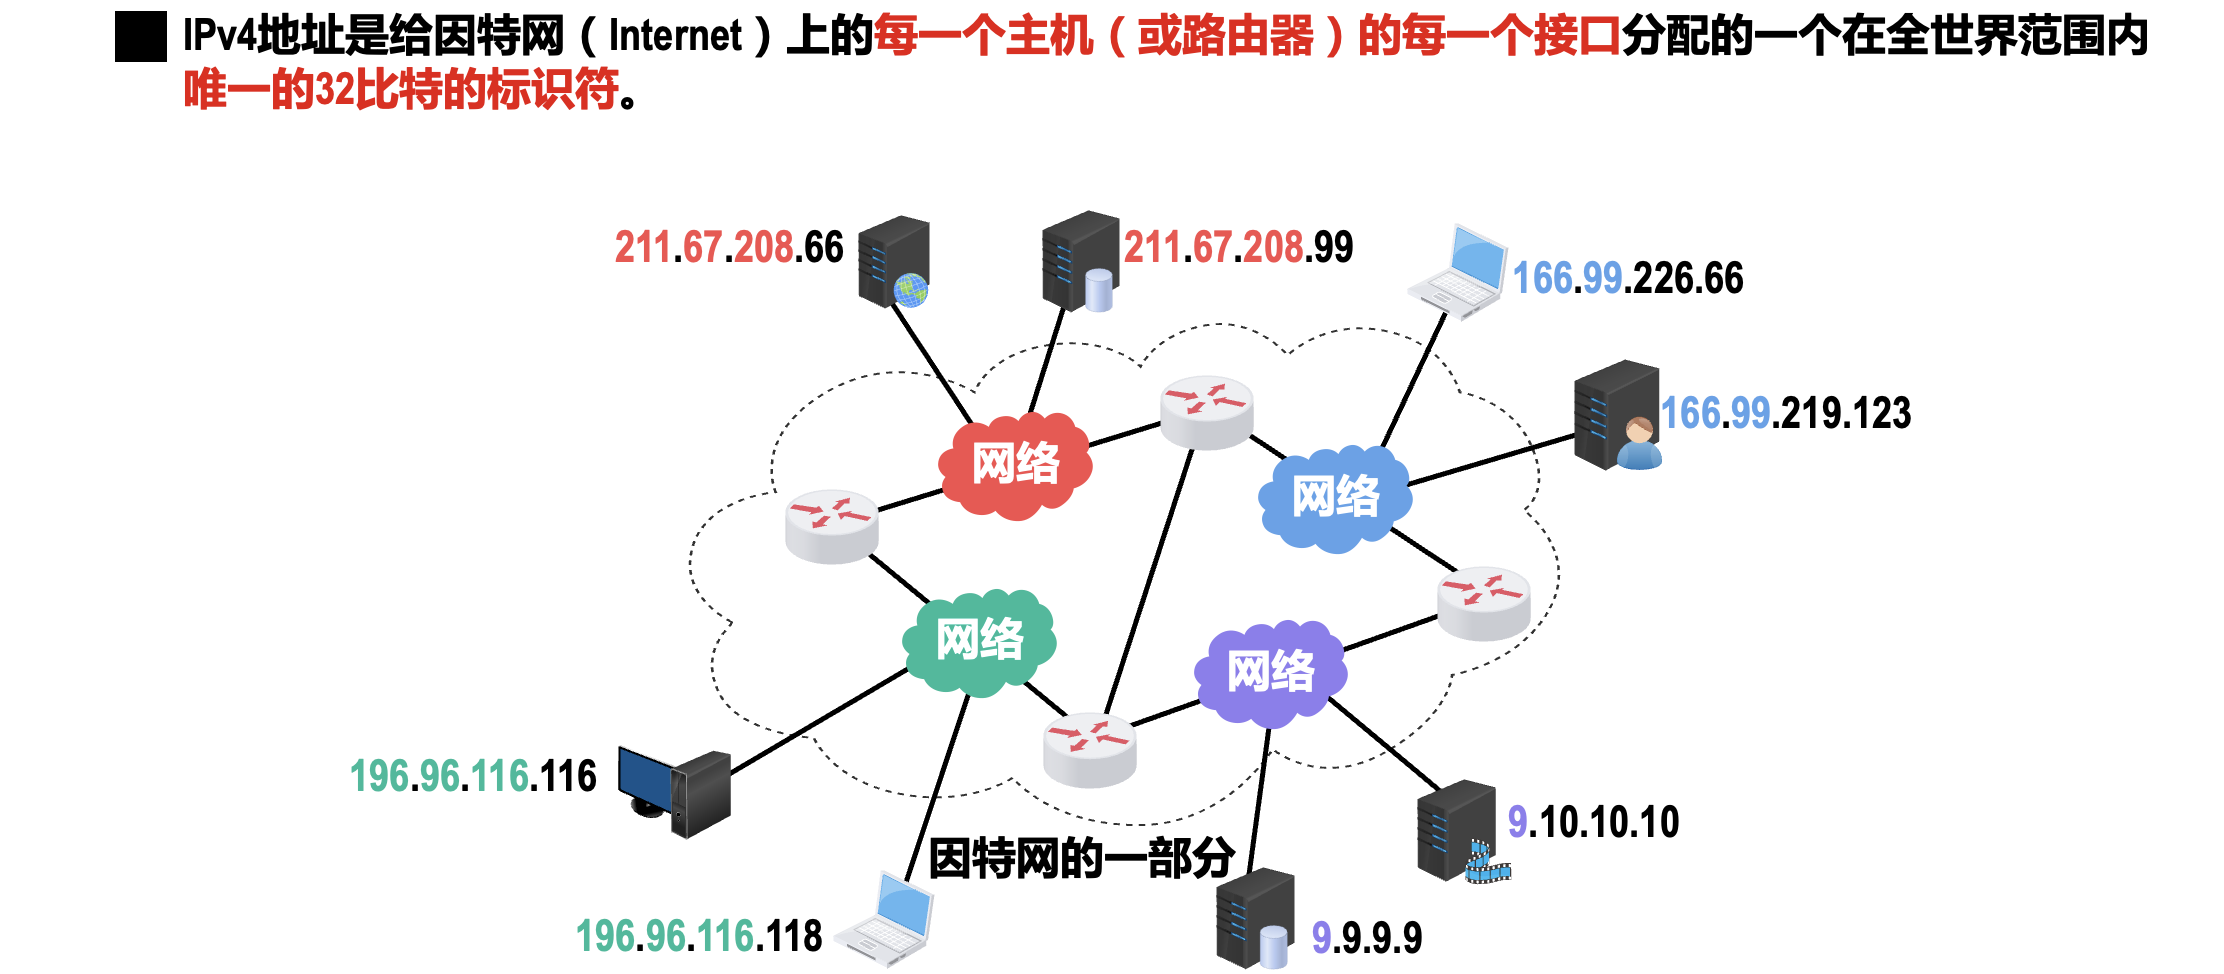 IPv4地址是给因特网（Internet）上的每一个主机（或路由器）的每一个接口分配的一个在全世界范围内
唯一的32比特的标识符。
211.67.208.66
211.67.208.99
166.99.226.66
166.99.219.123
网络
网络
网络
网络
196.96.116.116
9.10.10.10
因特网的一部分
196.96.116.118
9.9.9.9